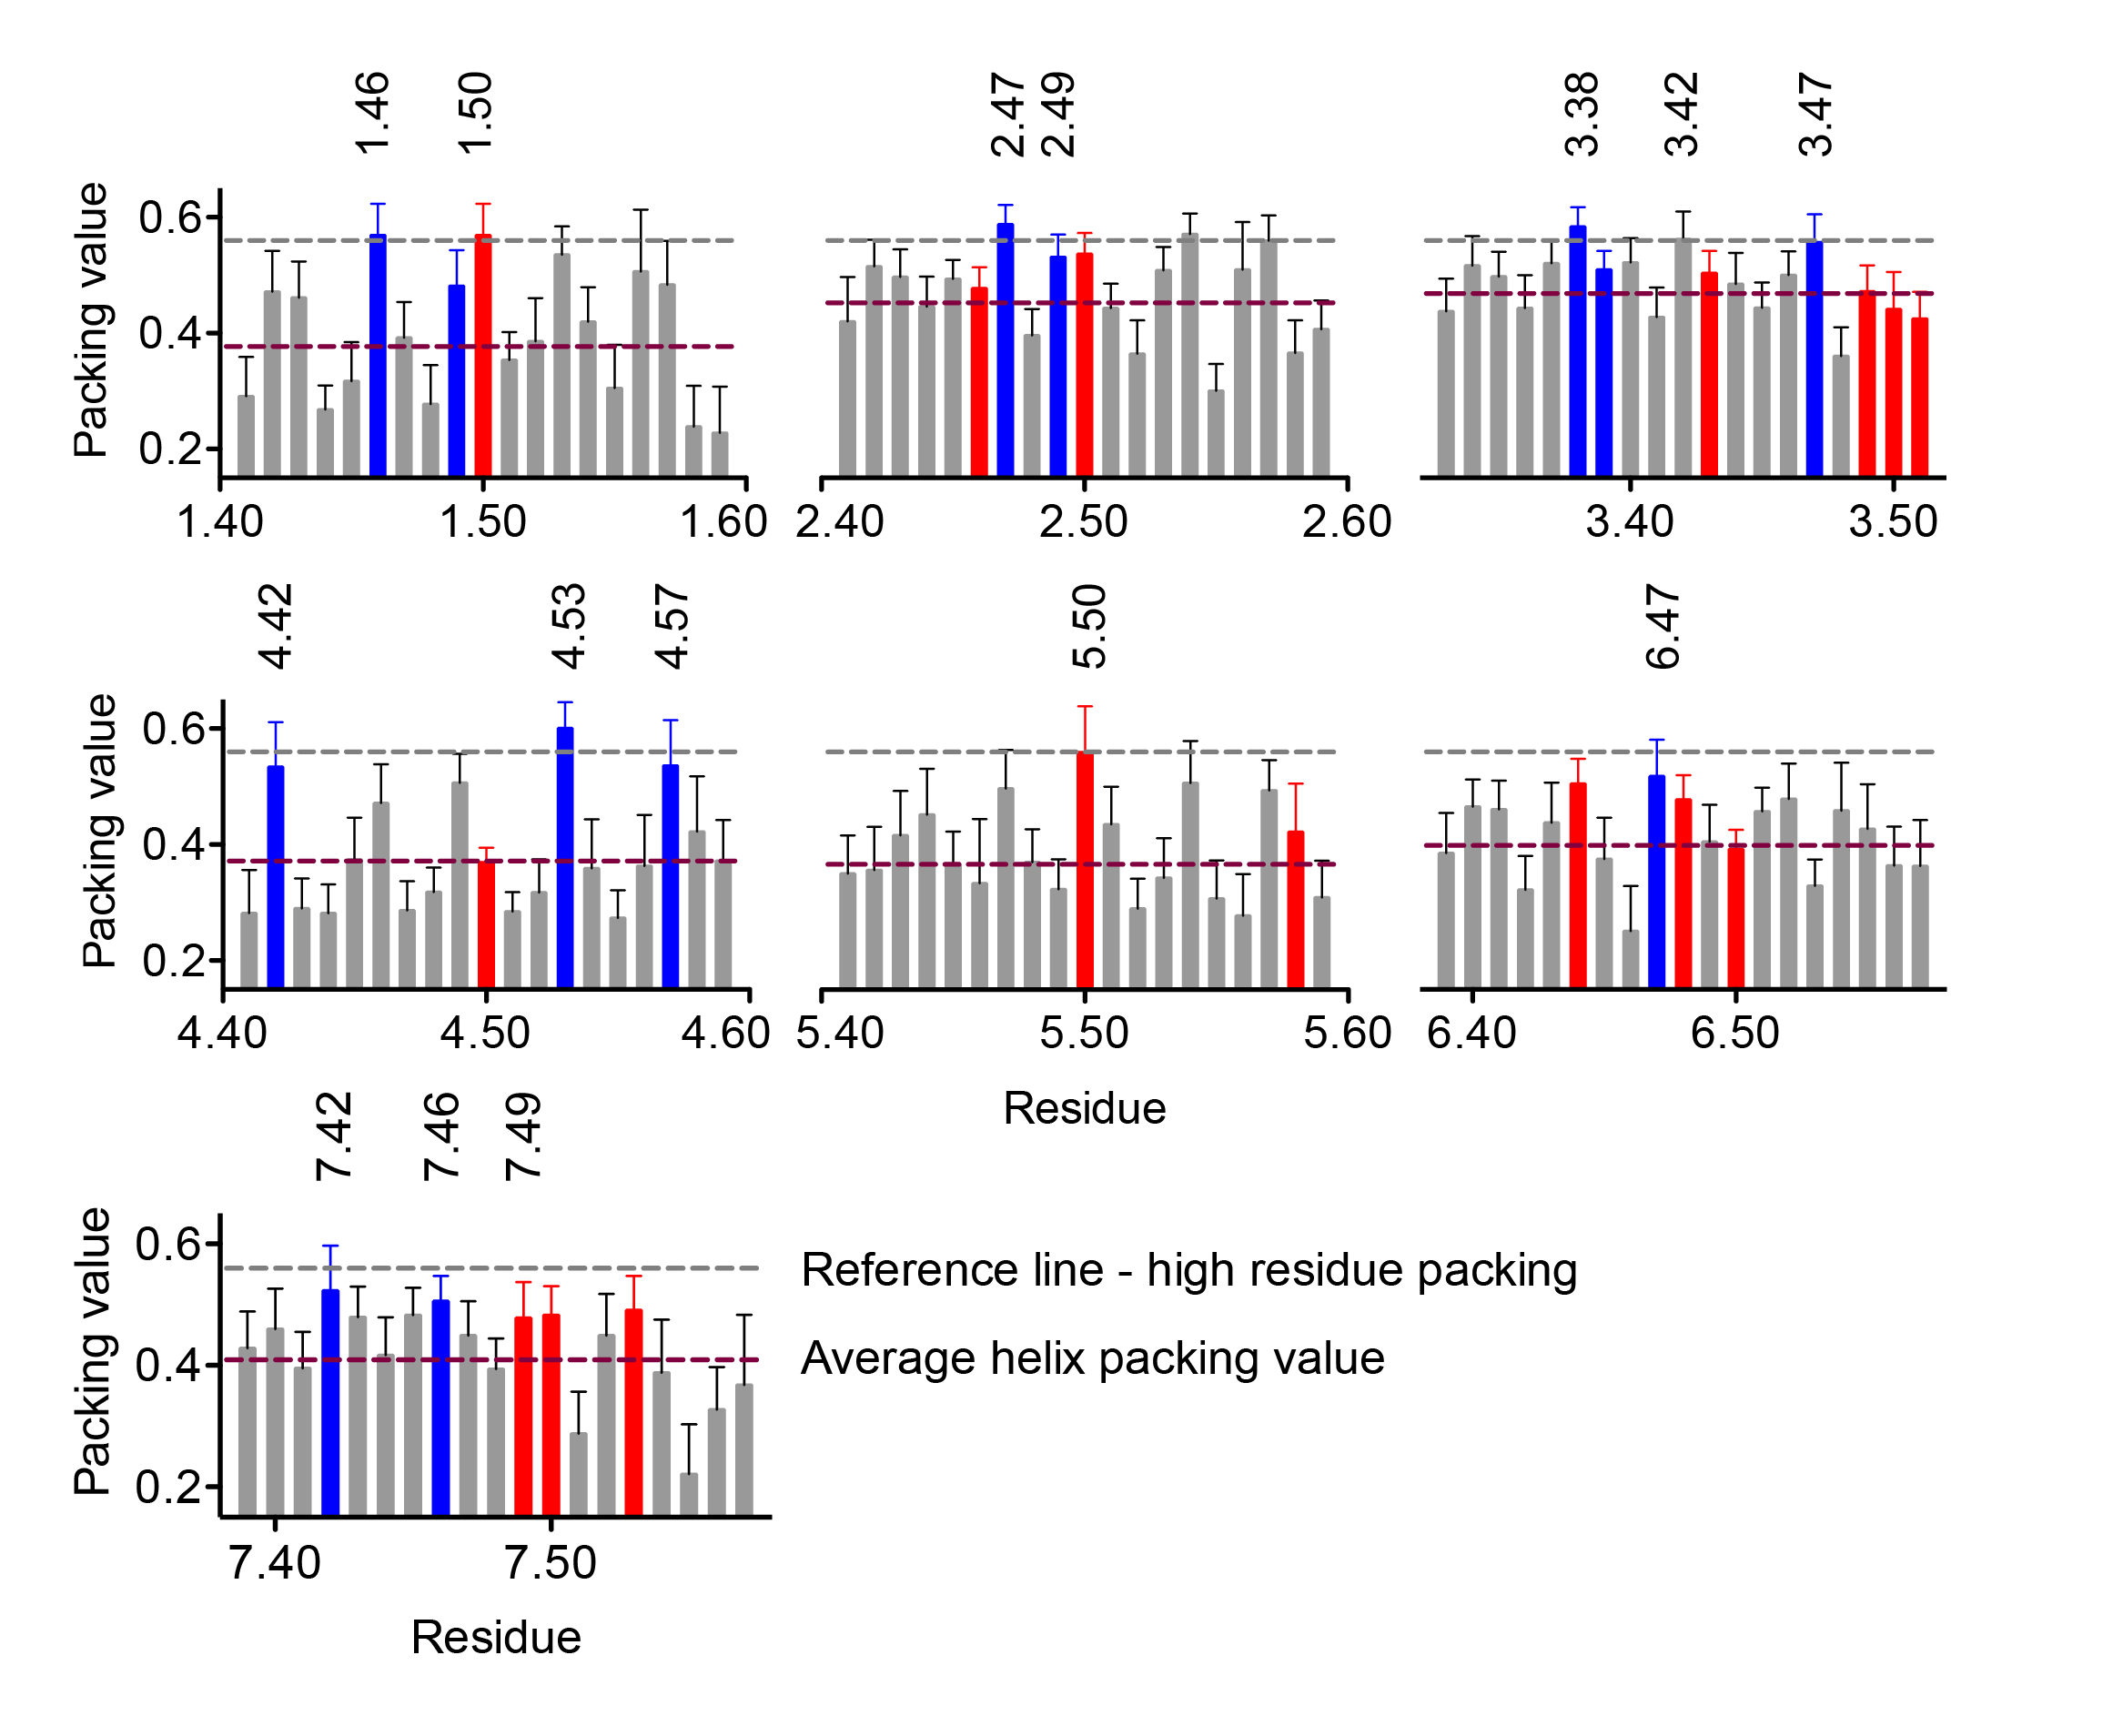 1.46 1.50 2.47 2.49 3.38 3.42 3.47
Packing value
0.6
0.4
0.2
1.40 1.50 1.60 2.40 2.50 2.60 3.40 3.50
4.42 4.53 4.57 5.50 6.47
Packing value
0.6
0.4
0.2
4.40 4.50 4.60 5.40 5.50 5.60 6.40 6.50
Residue
7.42 7.46 7.49
Packing value
0.6
0.4
0.2
7.40 7.50
Residue
Reference line - high residue packing
Average helix packing value